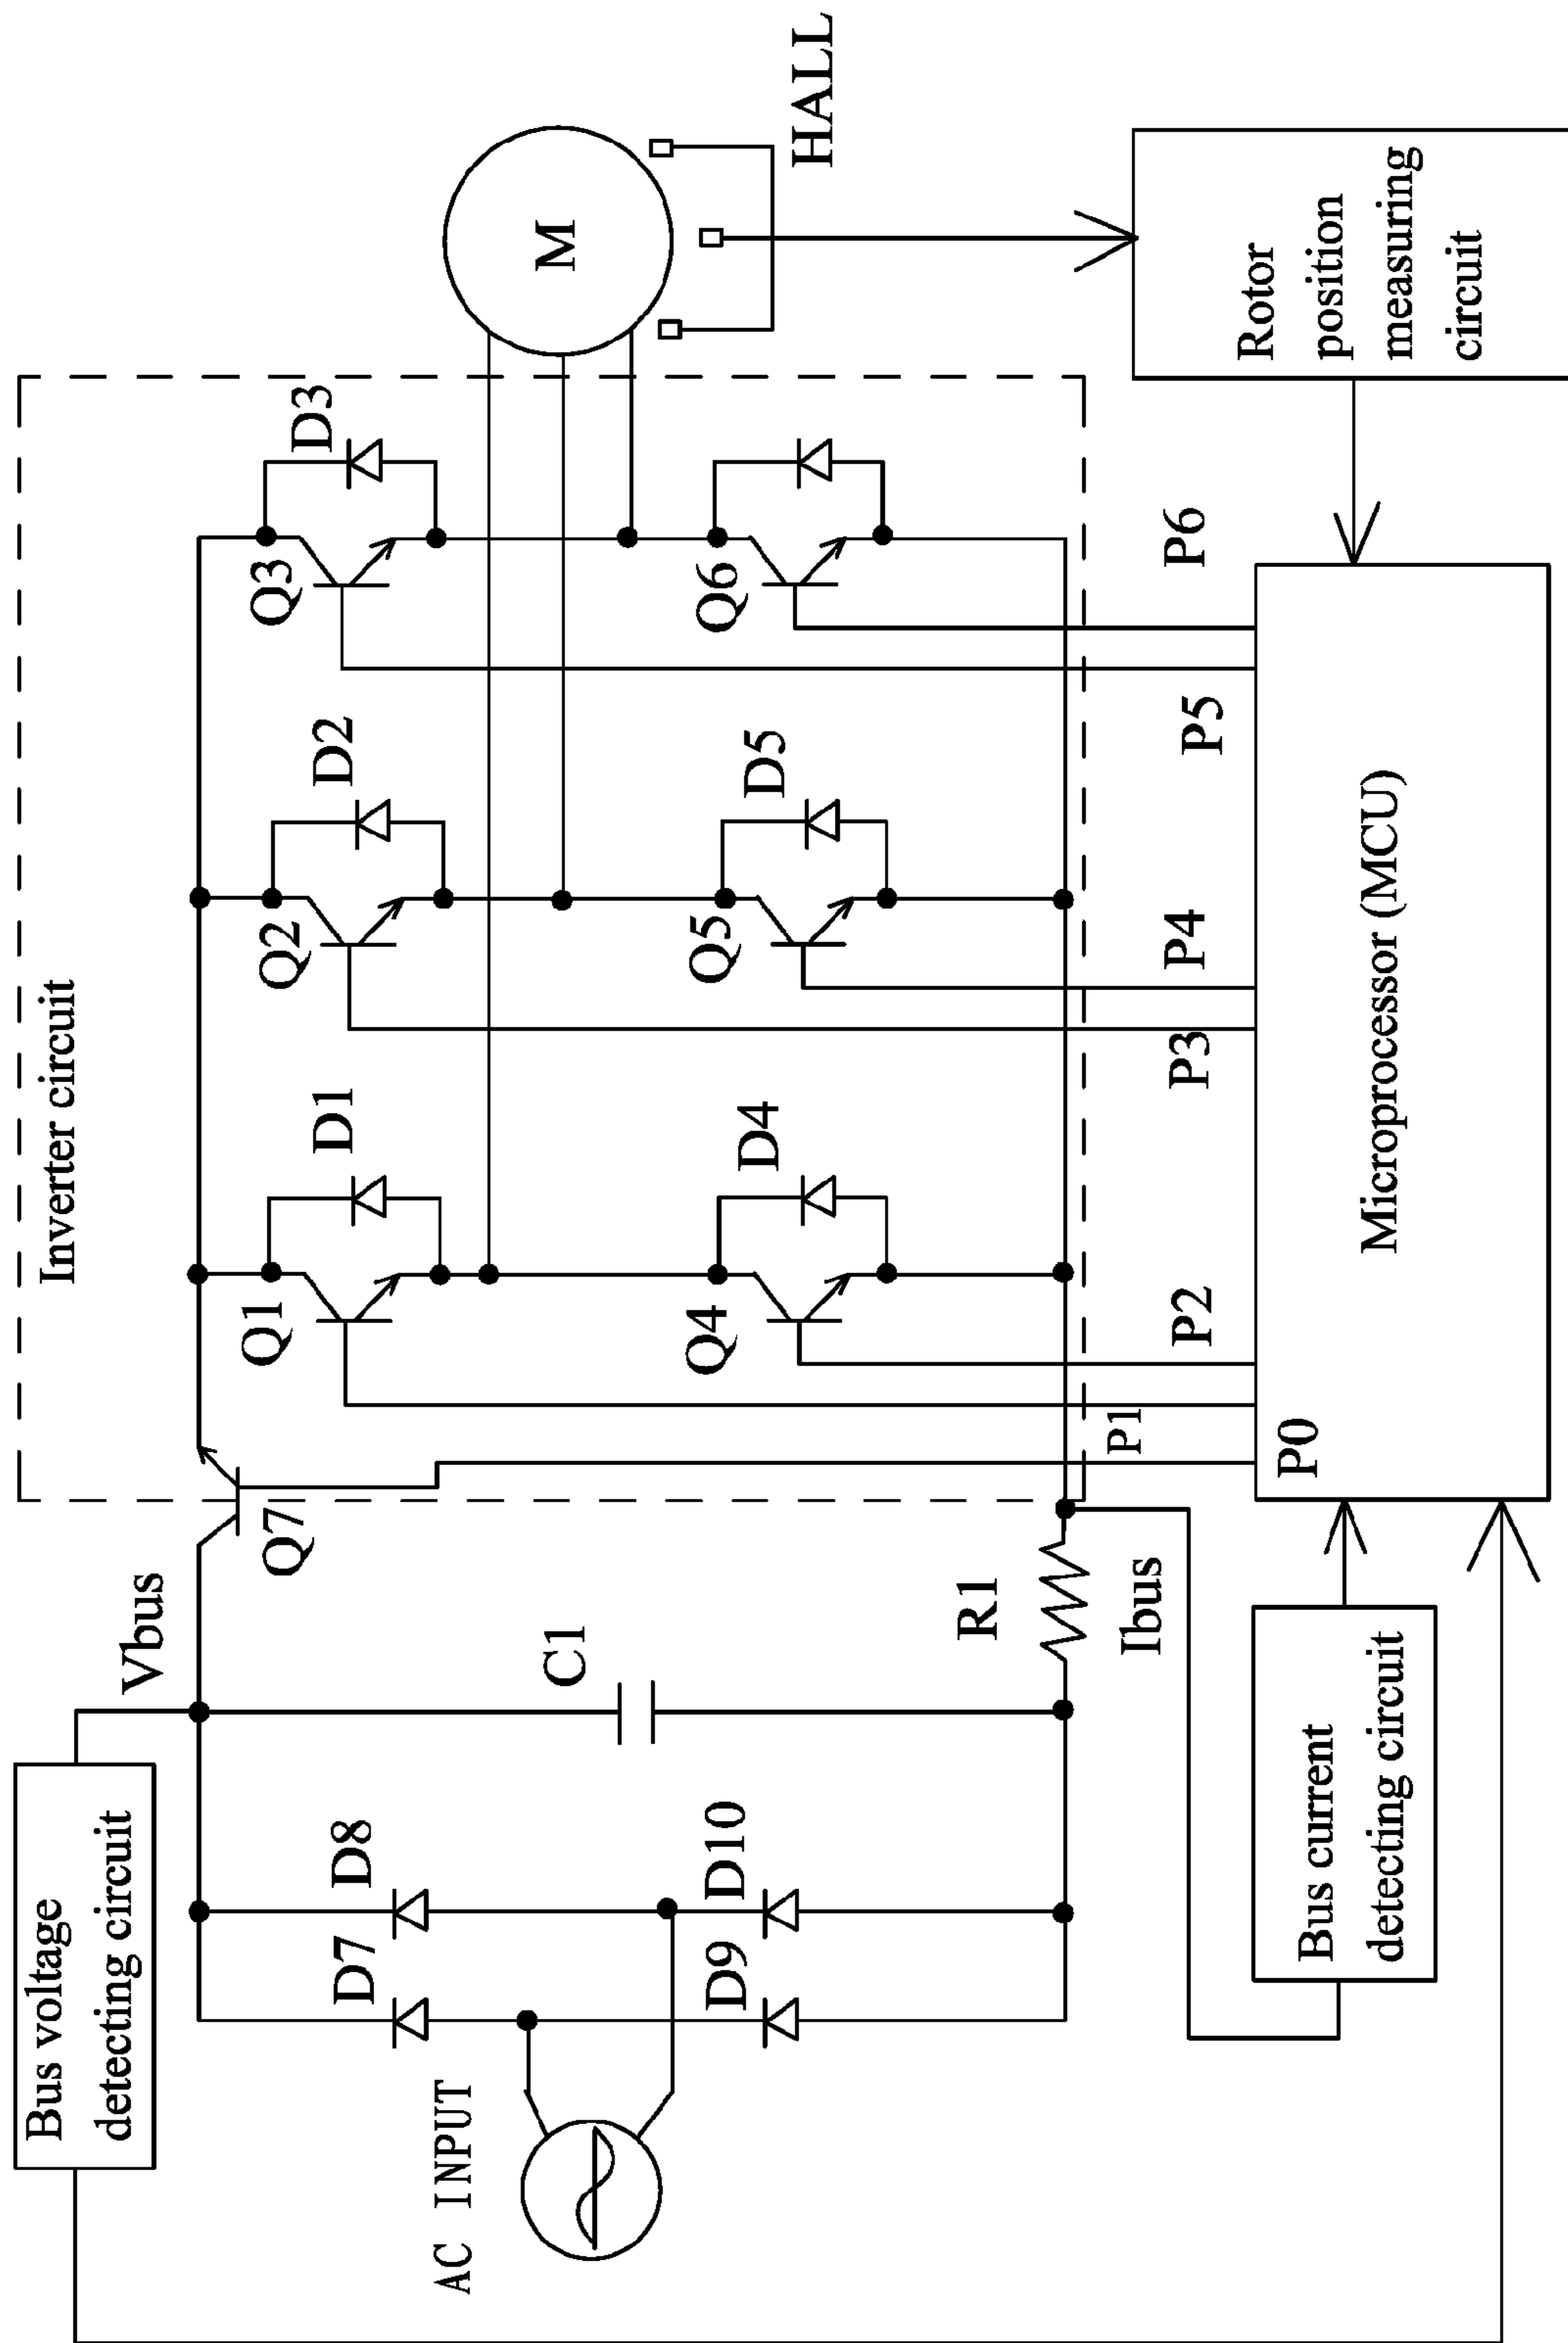 Bus voltage
detecting circuit
Vbus
Inverter circuit
Q7
Q1
D1
Q2
D2
Q3
D3
AC INPUT
D7
D8
C1
D9
D10
Q4
D4
Q5
D5
Q6
M
HALL
R1
Ibus
P1
P2
P3
P4
P5
P6
P0
Bus current
detecting circuit
Microprocessor (MCU)
Rotor
position
measuring
circuit